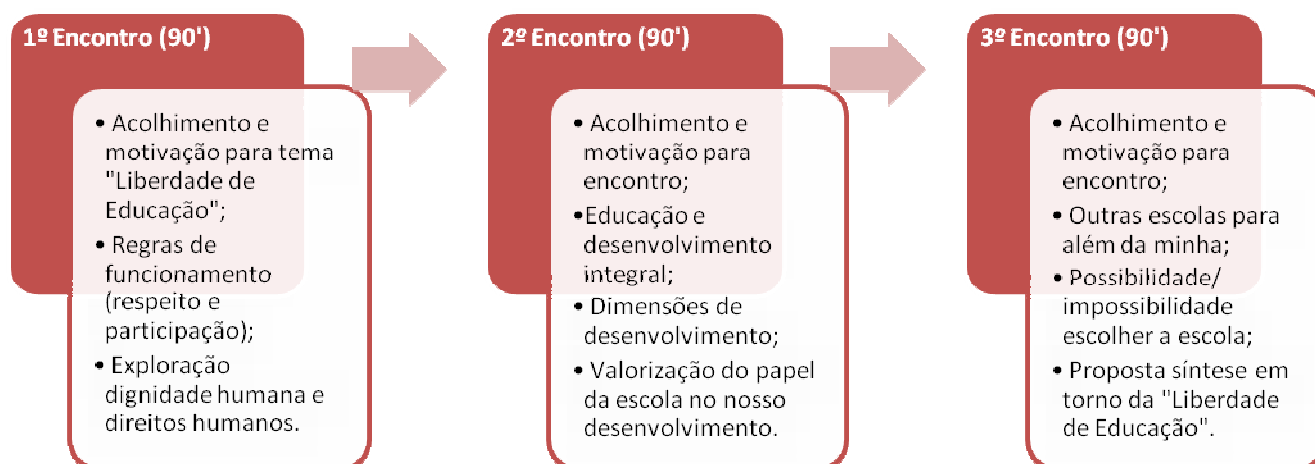 1º Encontro (90')
• Acolhimento e
motivação para tema
"Liberdade de
Educação";
• Regras de
funcionamento
(respeito e
participação);
• Exploração
dignidade humana e
direitos humanos.
2º Encontro (90')
• Acolhimento e
motivação para
encontro;
•Educação e
desenvolvimento
integral;
• Dimensões de
desenvolvimento;
• Valorização do papel
da escola no nosso
desenvolvimento.
3º Encontro (90')
• Acolhimento e
motivação para
encontro;
• Outras escolas para
além da minha;
• Possibilidade/
impossibilidade
escolher a escola;
• Proposta síntese em
torno da "Liberdade
de Educação".